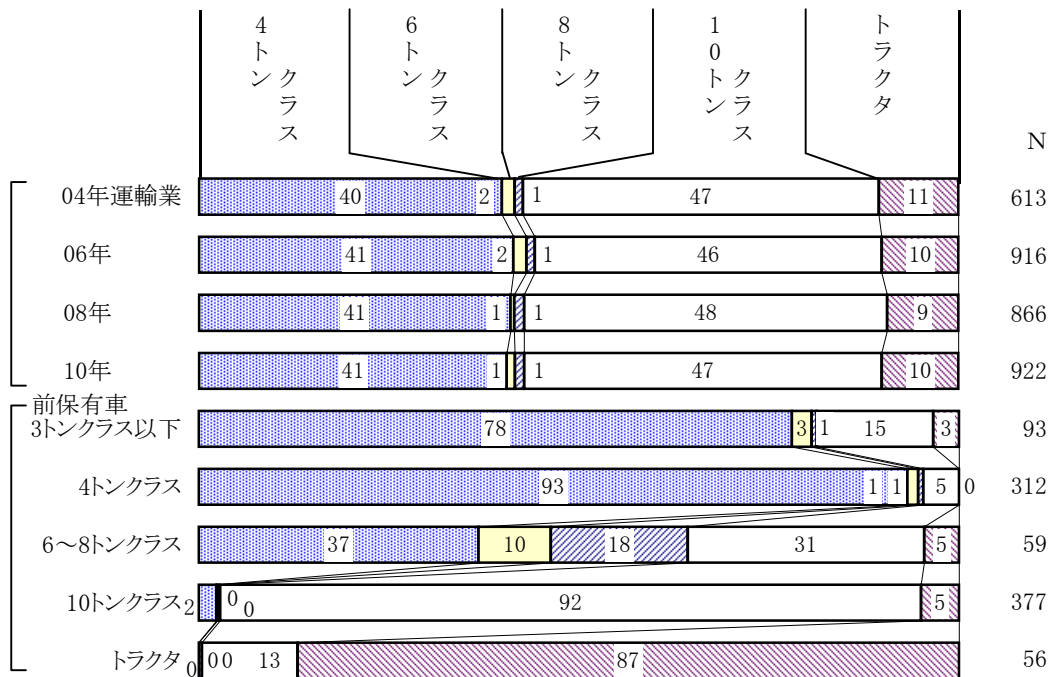 4トンクラス
6トンクラス
8トンクラス
10トンクラス
トラクタ
N
04年運輸業 40 2 1 47 11 613
06年 41 2 1 46 10 916
08年 41 1 1 48 9 866
10年 41 1 1 47 10 922
前保有車
3トンクラス以下 78 3 1 15 3 93
4トンクラス 93 1 1 5 0 312
6～8トンクラス 37 10 18 31 5 59
10トンクラス 2 0 0 92 5 377
トラクタ 0 0 0 13 87 56